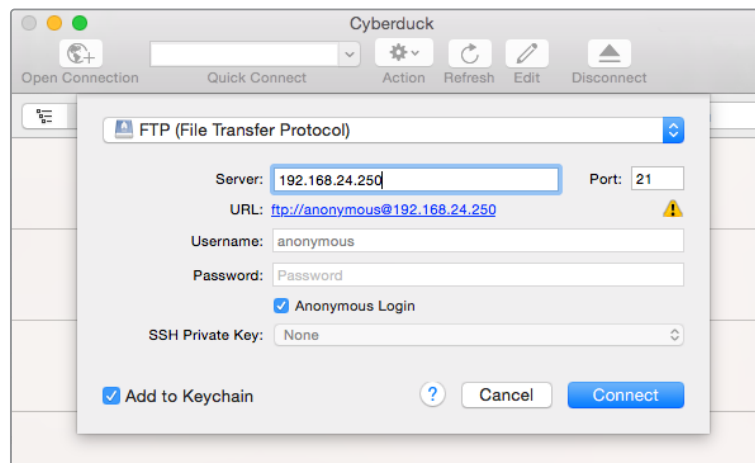 Cyberduck
Open Connection Quick Connect Action Refresh Edit Disconnect
FTP (File Transfer Protocol)
Server: 192.168.24.250 Port: 21
URL: ftp://anonymous@192.168.24.250
Username: anonymous
Password: Password
Anonymous Login
SSH Private Key: None
Add to Keychain ? Cancel Connect